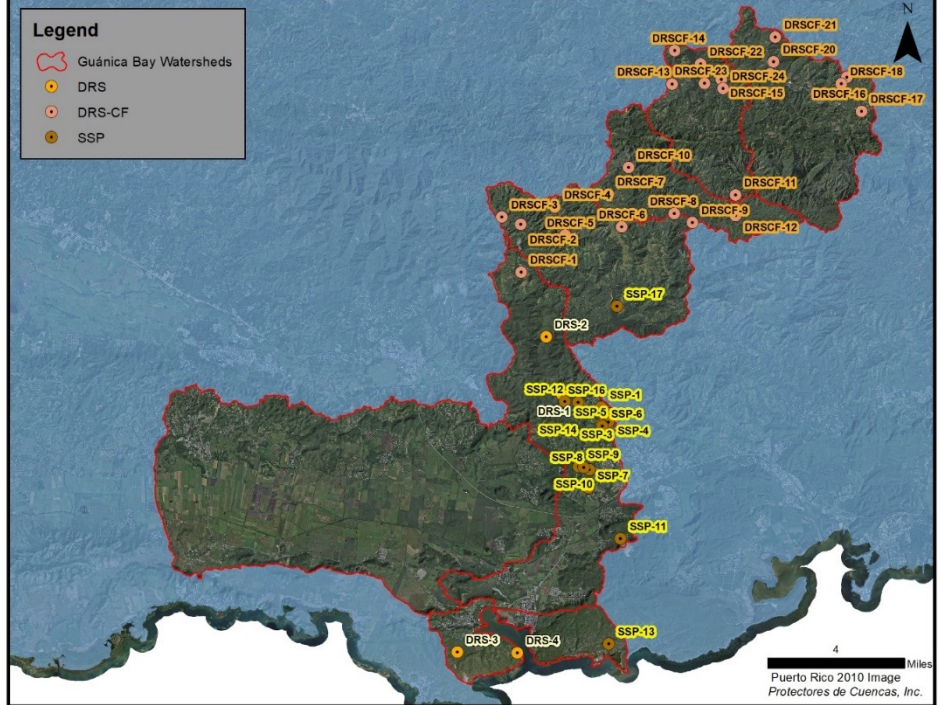 Legend
Guánica Bay Watersheds
DRS
DRS-CF
SSP
N
DRSCF-21
DRSCF-14
DRSCF-22
DRSCF-20
DRSCF-13
DRSCF-23
DRSCF-24
DRSCF-18
DRSCF-15
DRSCF-16
DRSCF-17
DRSCF-10
DRSCF-7
DRSCF-11
DRSCF-4
DRSCF-3
DRSCF-8
DRSCF-6
DRSCF-9
DRSCF-5
DRSCF-12
DRSCF-2
DRSCF-1
SSP-17
DRS-2
SSP-12
SSP-16
SSP-1
DRS-1
SSP-5
SSP-6
SSP-14
SSP-3
SSP-4
SSP-8
SSP-9
SSP-7
SSP-10
SSP-11
DRS-3
DRS-4
SSP-13
4
Miles
Puerto Rico 2010 Image
Protectores de Cuencas, Inc.